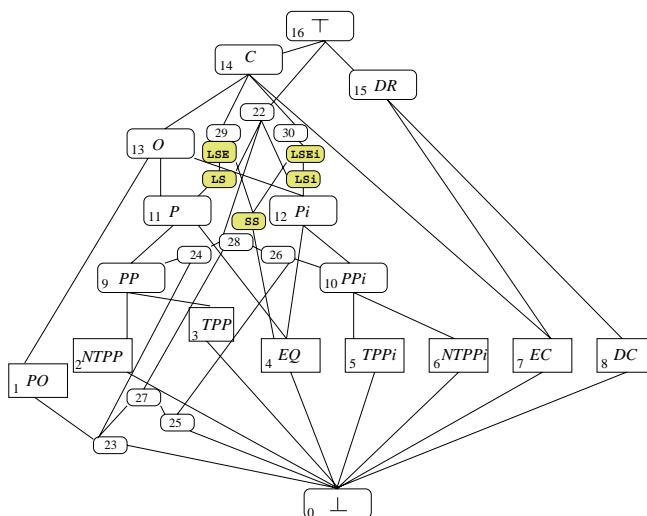 16 ⊤
14 C
15 DR
22
29
30
13 O
LSE
LSEi
LS
LSi
11 P
12 Pi
SS
28
24
26
9 PP
10 PPi
3 TPP
2 NTPP
4 EQ
5 TPPi
6 NTPPi
7 EC
8 DC
1 PO
27
25
23
0 ⊥